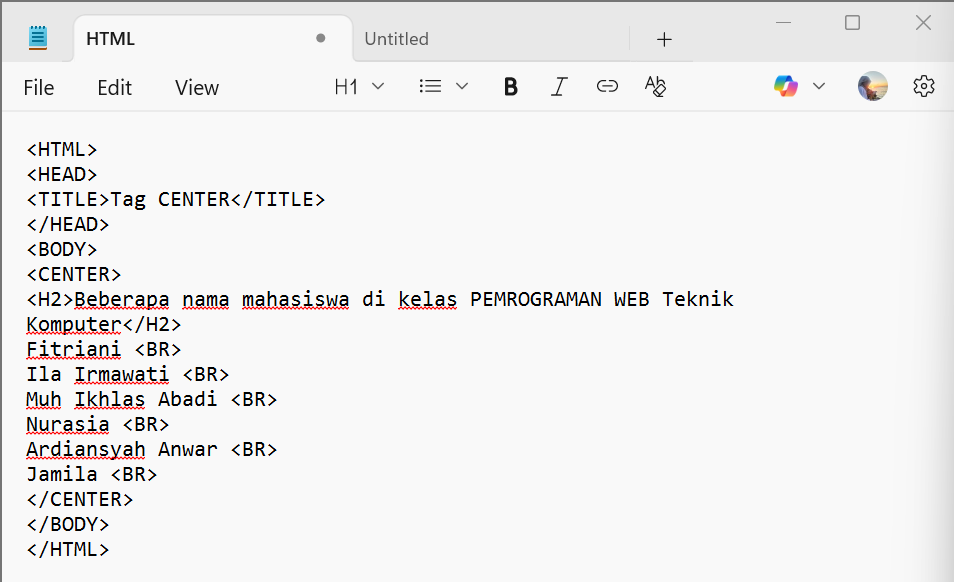 HTML
Untitled
File
Edit
View
H1
B
I
<HTML>
<HEAD>
<TITLE>Tag CENTER</TITLE>
</HEAD>
<BODY>
<CENTER>
<H2>Beberapa nama mahasiswa di kelas PEMROGRAMAN WEB Teknik
Komputer</H2>
Fitriani <BR>
Ila Irmawati <BR>
Muh Ikhlas Abadi <BR>
Nurasia <BR>
Ardiansyah Anwar <BR>
Jamila <BR>
</CENTER>
</BODY>
</HTML>